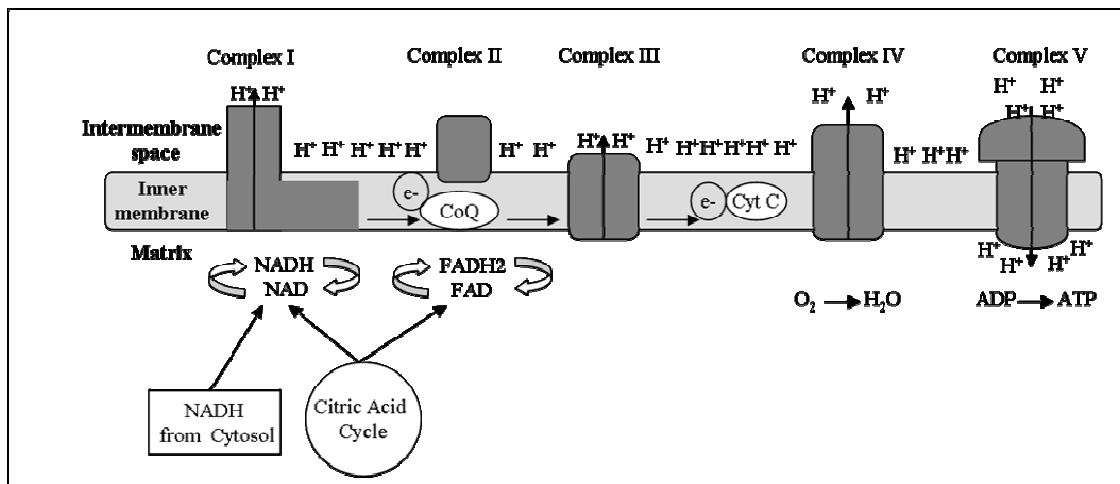 Complex I Complex II Complex III Complex IV Complex V
H⁺ H⁺ H⁺ H⁺ H⁺ H⁺
H⁺ H⁺
Intermembrane
space
H⁺ H⁺ H⁺ H⁺ H⁺ H⁺ H⁺ H⁺ H⁺ H⁺ H⁺H⁺H⁺H⁺ H⁺ H⁺ H⁺H⁺
Inner
membrane
e- CoQ e- Cyt C
Matrix
H⁺ H⁺ H⁺ H⁺
NADH
NAD
FADH2
FAD
O₂ H₂O
ADP ATP
NADH
from Cytosol
Citric Acid
Cycle